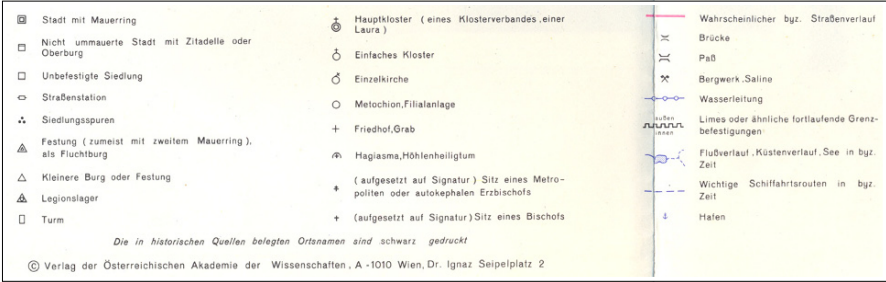 Stadt mit Mauerring
Nicht ummauerte Stadt mit Zitadelle oder
Oberburg
Unbefestigte Siedlung
Straßenstation
Siedlungsspuren
Festung (zumeist mit zweitem Mauerring),
als Fluchtburg
Kleinere Burg oder Festung
Legionslager
Turm
Hauptkloster (eines Klosterverbandes, einer
Laura)
Einfaches Kloster
Einzelkirche
Metochion, Filialanlage
Friedhof, Grab
Hagiasma, Höhlenheiligtum
(aufgesetzt auf Signatur) Sitz eines Metro-
politen oder autokephalen Erzbischofs
(aufgesetzt auf Signatur) Sitz eines Bischofs
Wahrscheinlicher byz. Straßenverlauf
Brücke
Paß
Bergwerk, Saline
Wasserleitung
außen
innen
Limes oder ähnliche fortlaufende Grenz-
befestigungen
Flußverlauf, Küstenverlauf, See in byz.
Zeit
Wichtige Schiffahrtsrouten in byz.
Zeit
Hafen
Die in historischen Quellen belegten Ortsnamen sind schwarz gedruckt
© Verlag der Österreichischen Akademie der Wissenschaften, A-1010 Wien, Dr. Ignaz Seipelplatz 2